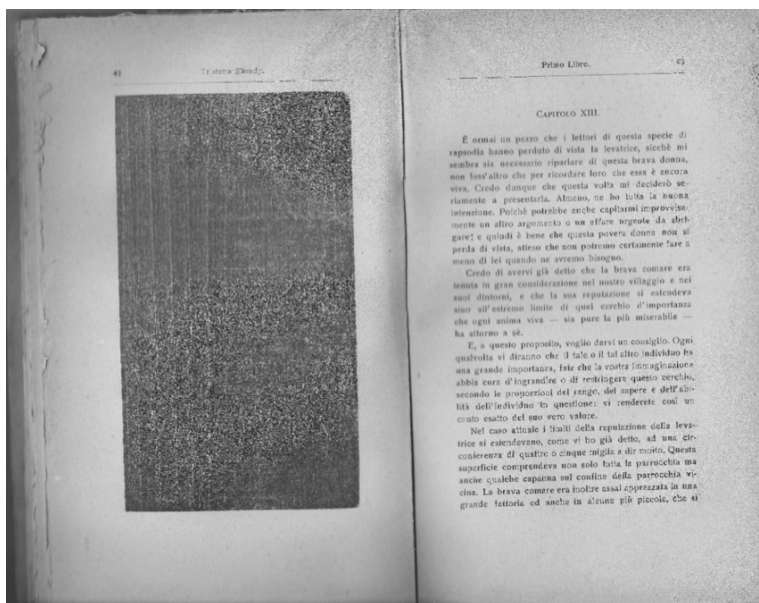 42
Tristano Shandy.
Primo Libro.
43
CAPITOLO XIII.
È ormai un pezzo che i lettori di questa specie di
rapsodia hanno perduto di vista la levatrice, sicchè mi
sembra sia necessario riparlare di questa brava donna,
non foss'altro che per ricordare loro che essa è ancora
viva. Credo dunque che questa volta mi deciderò se-
riamente a presentarla. Almeno, ne ho tutta la buona
intenzione. Poichè potrebbe anche capitarmi improvvisa-
mente un altro argomento o un affare urgente da sbri-
gare; e quindi è bene che questa povera donna non si
perda di vista, atteso che non potremo certamente fare a
meno di lei quando ne avremo bisogno.
Credo di avervi già detto che la brava comare era
tenuta in gran considerazione nel nostro villaggio e nei
suoi dintorni, e che la sua reputazione si estendeva
sino all'estremo limite di quel cerchio d'importanza
che ogni anima viva — sia pure la più miserabile —
ha attorno a sè.
E, a questo proposito, voglio darvi un consiglio. Ogni
qualvolta vi diranno che il tale o il tal altro individuo ha
una grande importanza, fate che la vostra immaginazione
abbia cura d'ingrandire o di restringere questo cerchio,
secondo le proporzioni del rango, del sapere e dell'abi-
lità dell'individuo in questione: vi renderete così un
conto esatto del suo vero valore.
Nel caso attuale i limiti della reputazione della leva-
trice si estendevano, come vi ho già detto, ad una cir-
conferenza di quattro o cinque miglia a dir molto. Questa
superficie comprendeva non solo tutta la parrocchia ma
anche qualche capanna sul confine della parrocchia vi-
cina. La brava comare era inoltre assai apprezzata in una
grande fattoria ed anche in alcune più piccole, che si